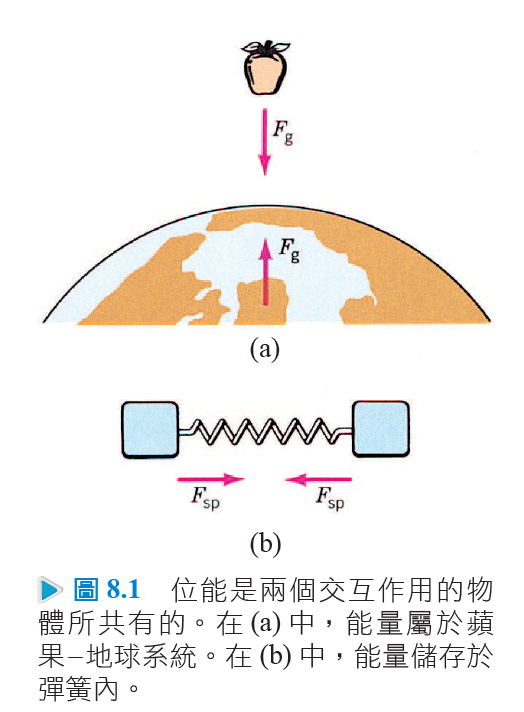 Fg
Fg
(a)
Fsp Fsp
(b)
圖 8.1 位能是兩個交互作用的物
體所共有的。在 (a) 中，能量屬於蘋
果–地球系統。在 (b) 中，能量儲存於
彈簧內。